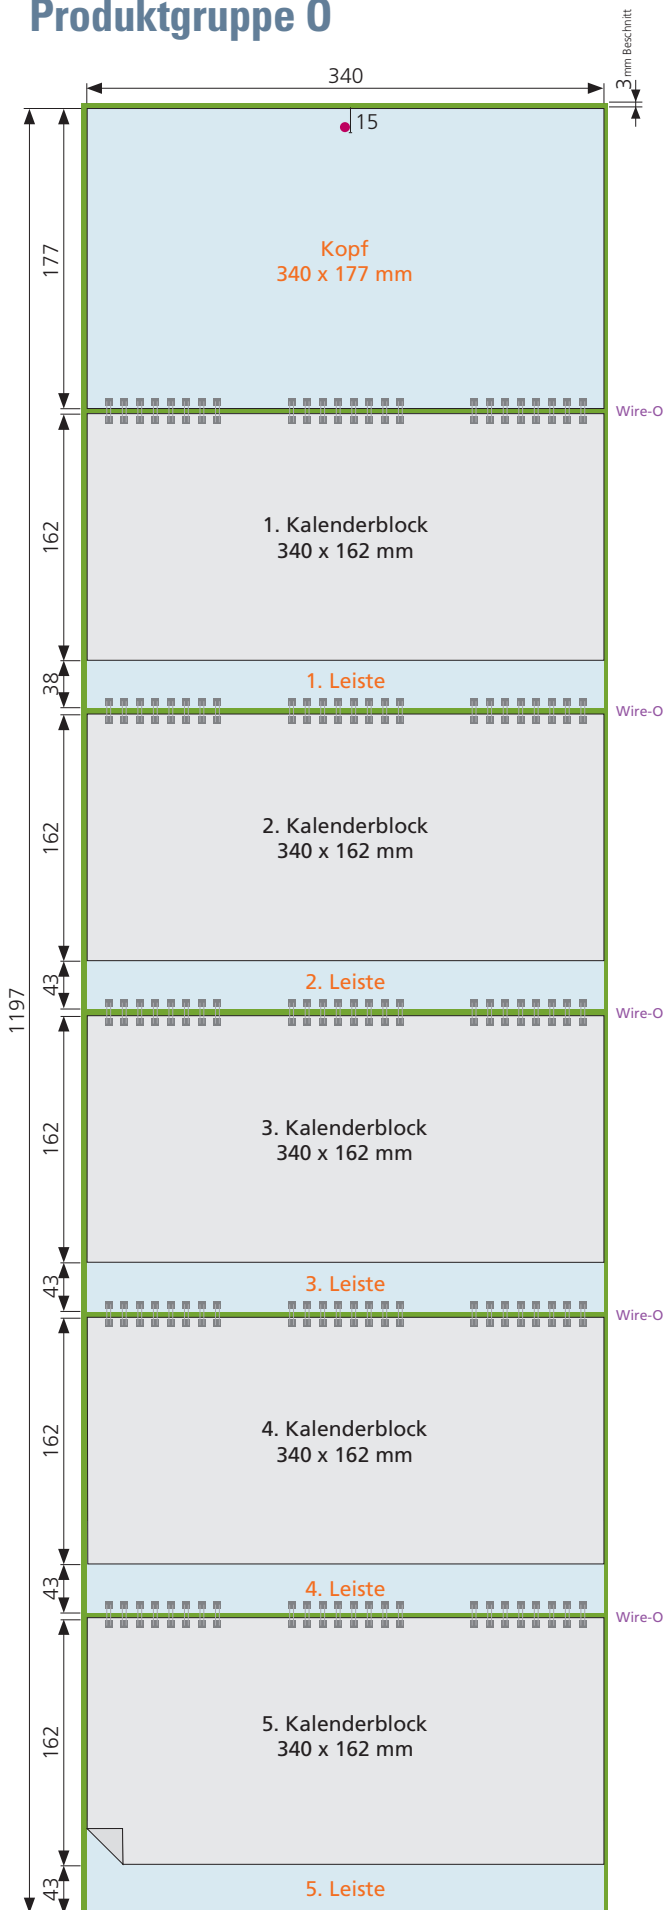 Produktgruppe O
3 mm Beschnitt
340
15
177
Kopf
340 x 177 mm
Wire-O
162
1. Kalenderblock
340 x 162 mm
38
1. Leiste
Wire-O
162
2. Kalenderblock
340 x 162 mm
43
2. Leiste
1197
Wire-O
162
3. Kalenderblock
340 x 162 mm
43
3. Leiste
Wire-O
162
4. Kalenderblock
340 x 162 mm
43
4. Leiste
Wire-O
162
5. Kalenderblock
340 x 162 mm
43
5. Leiste